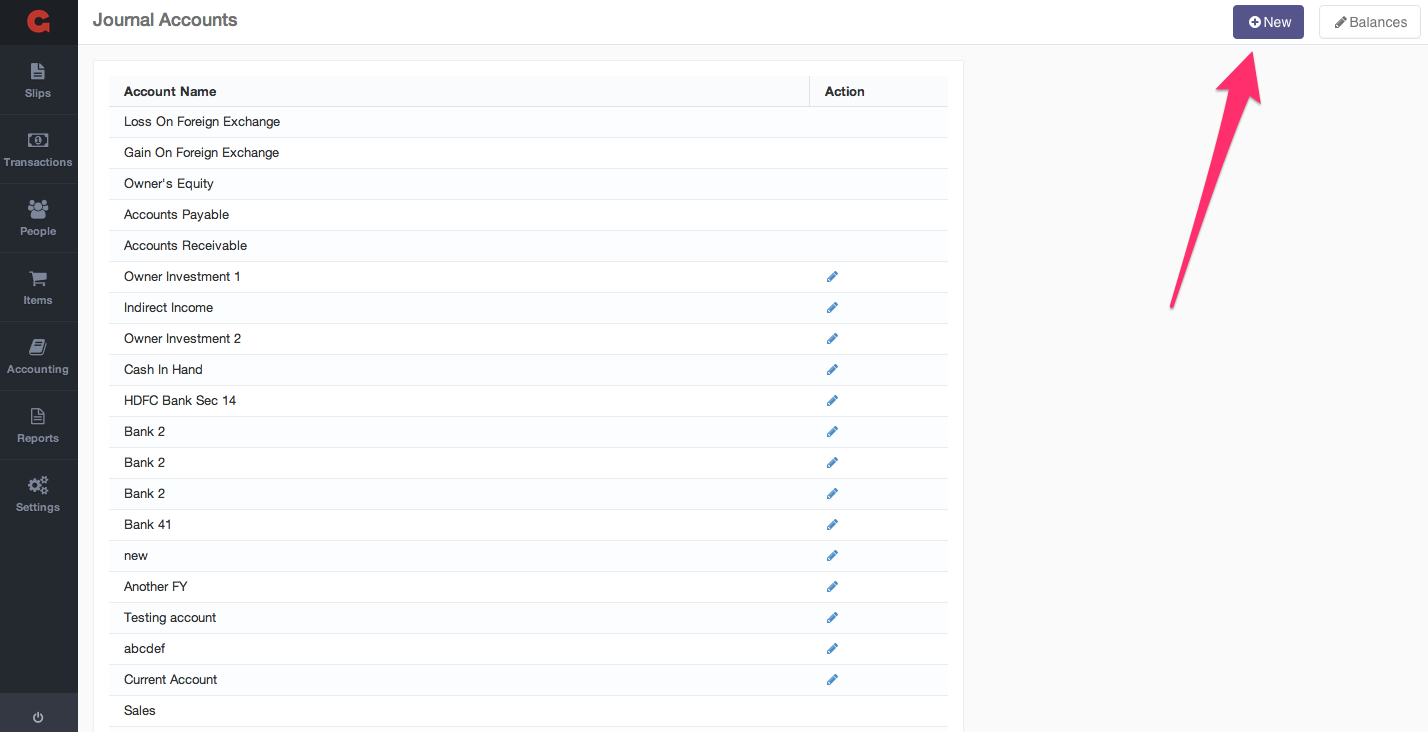 Journal Accounts
New
Balances
Slips
Transactions
People
Items
Accounting
Reports
Settings
Account Name Action
Loss On Foreign Exchange
Gain On Foreign Exchange
Owner's Equity
Accounts Payable
Accounts Receivable
Owner Investment 1
Indirect Income
Owner Investment 2
Cash In Hand
HDFC Bank Sec 14
Bank 2
Bank 2
Bank 2
Bank 41
new
Another FY
Testing account
abcdef
Current Account
Sales